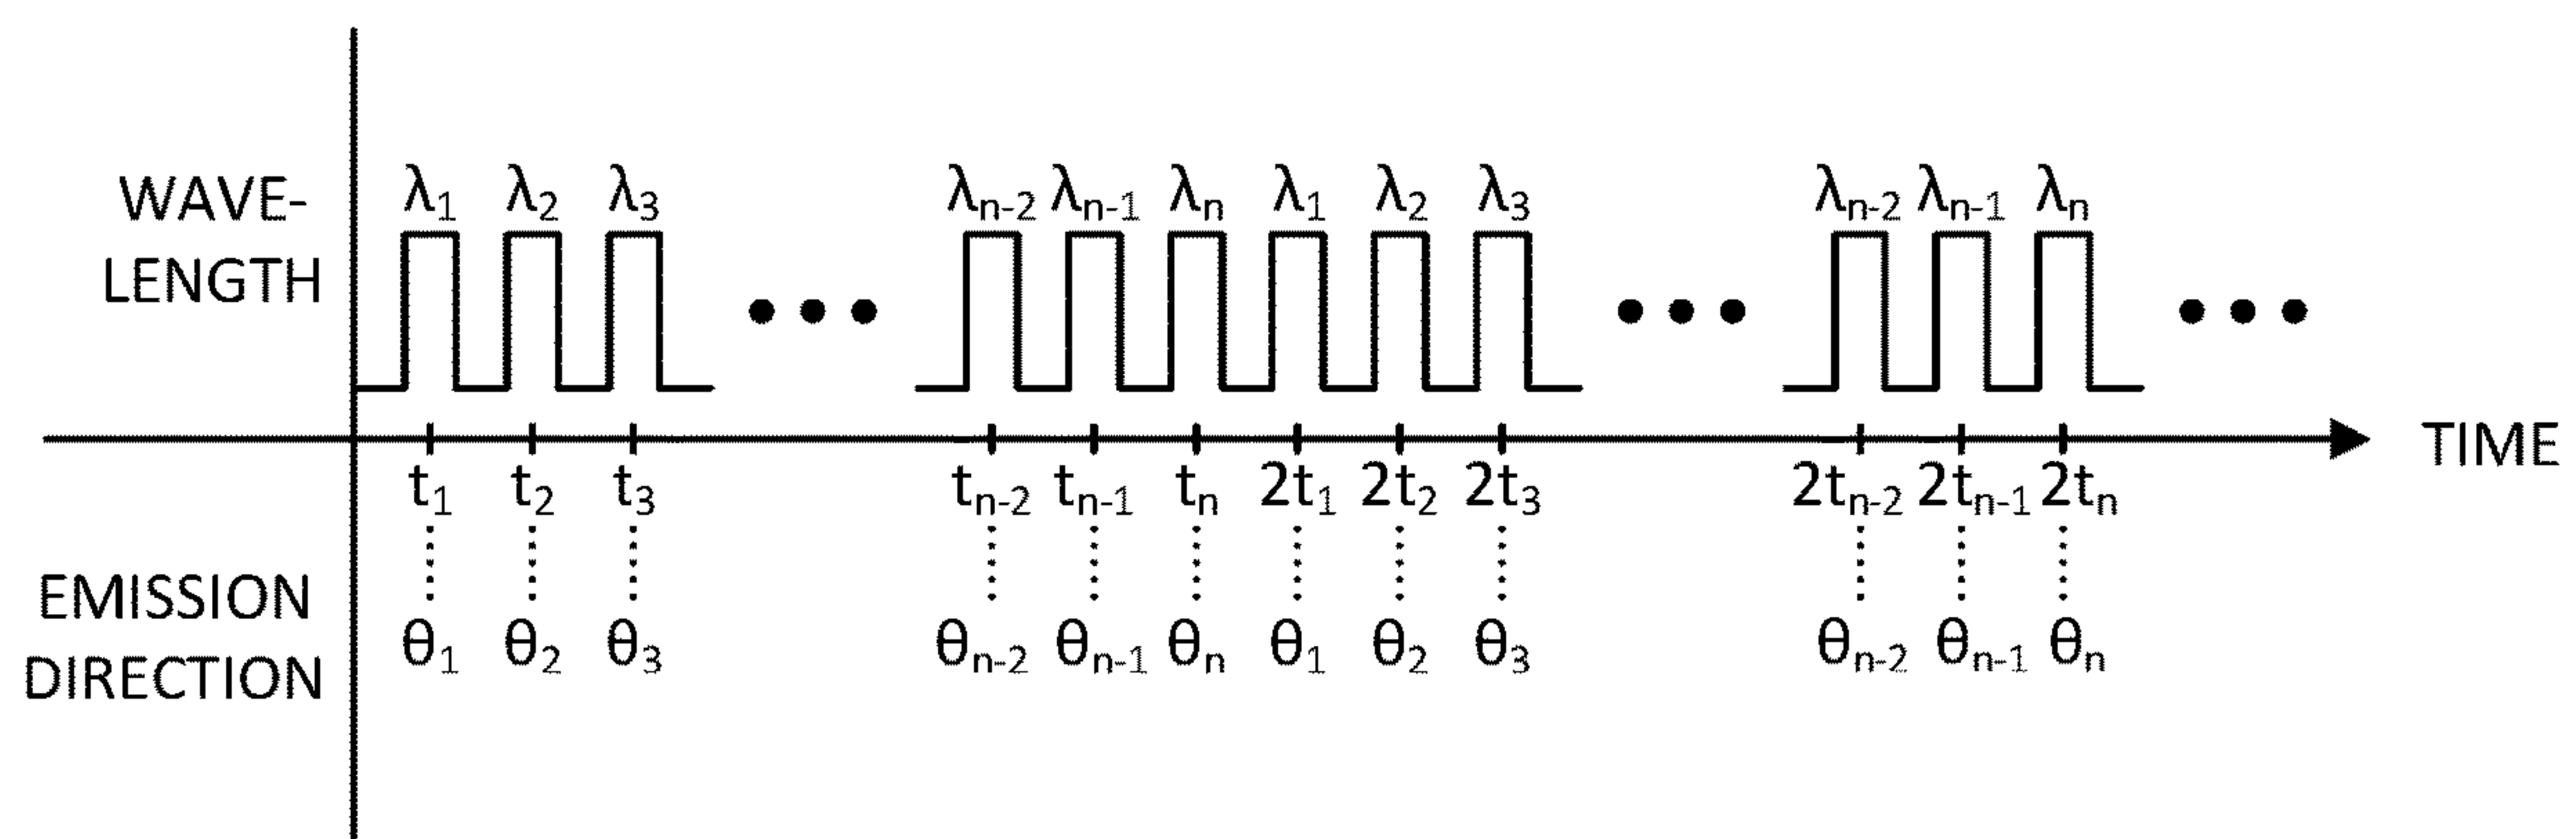 WAVE-
LENGTH
λ₁ λ₂ λ₃ λₙ₋₂ λₙ₋₁ λₙ λ₁ λ₂ λ₃ λₙ₋₂ λₙ₋₁ λₙ
TIME
t₁ t₂ t₃ tₙ₋₂ tₙ₋₁ tₙ 2t₁ 2t₂ 2t₃ 2tₙ₋₂ 2tₙ₋₁ 2tₙ
EMISSION
DIRECTION
θ₁ θ₂ θ₃ θₙ₋₂ θₙ₋₁ θₙ θ₁ θ₂ θ₃ θₙ₋₂ θₙ₋₁ θₙ